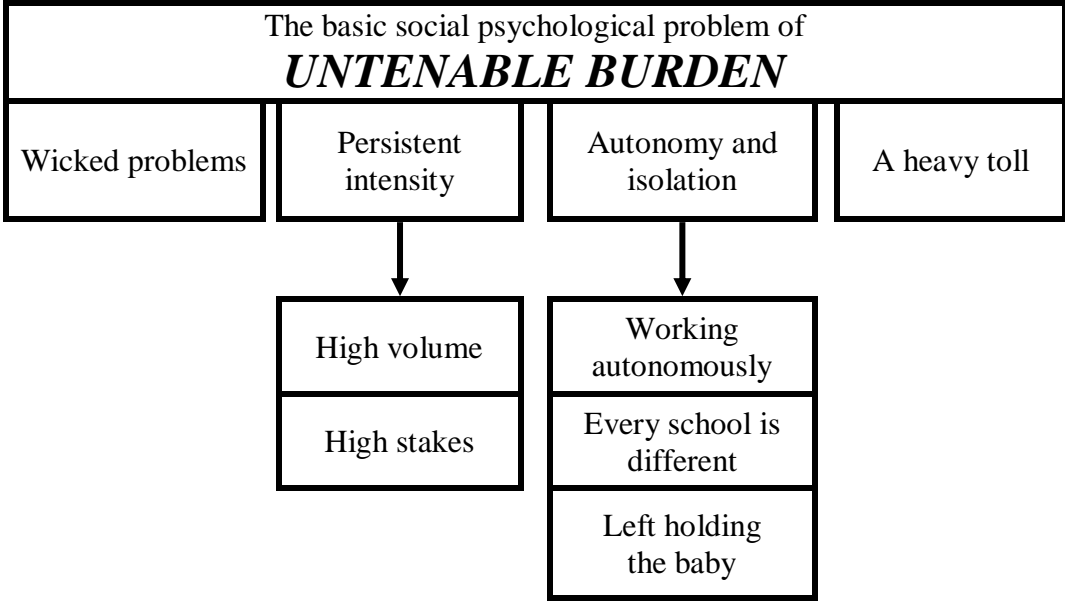 The basic social psychological problem of
UNTENABLE BURDEN
Wicked problems
Persistent
intensity
Autonomy and
isolation
A heavy toll
High volume
High stakes
Working
autonomously
Every school is
different
Left holding
the baby